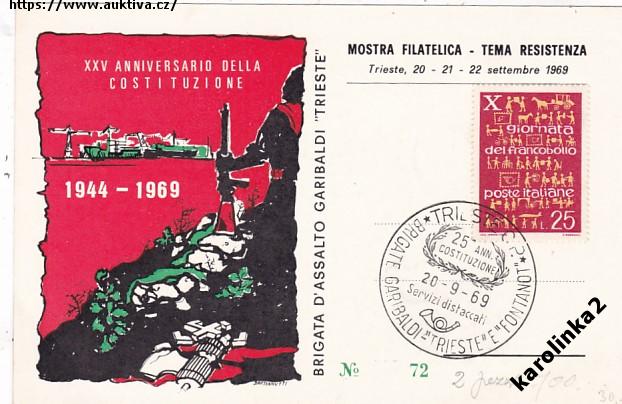 https://www.auktiva.cz/
XXV ANNIVERSARIO DELLA
COSTITUZIONE
1944 - 1969
BRIGATA D'ASSALTO GARIBALDI "TRIESTE"
MOSTRA FILATELICA - TEMA RESISTENZA
Trieste, 20 - 21 - 22 settembre 1969
X
giornata
del francobollo
poste italiane
25
BRIGATE GARIBALDI "TRIESTE" E FONTANOT
25° ANN.
COSTITUZIONE
20-9-69
Servizi distaccati
No 72
karolinka2